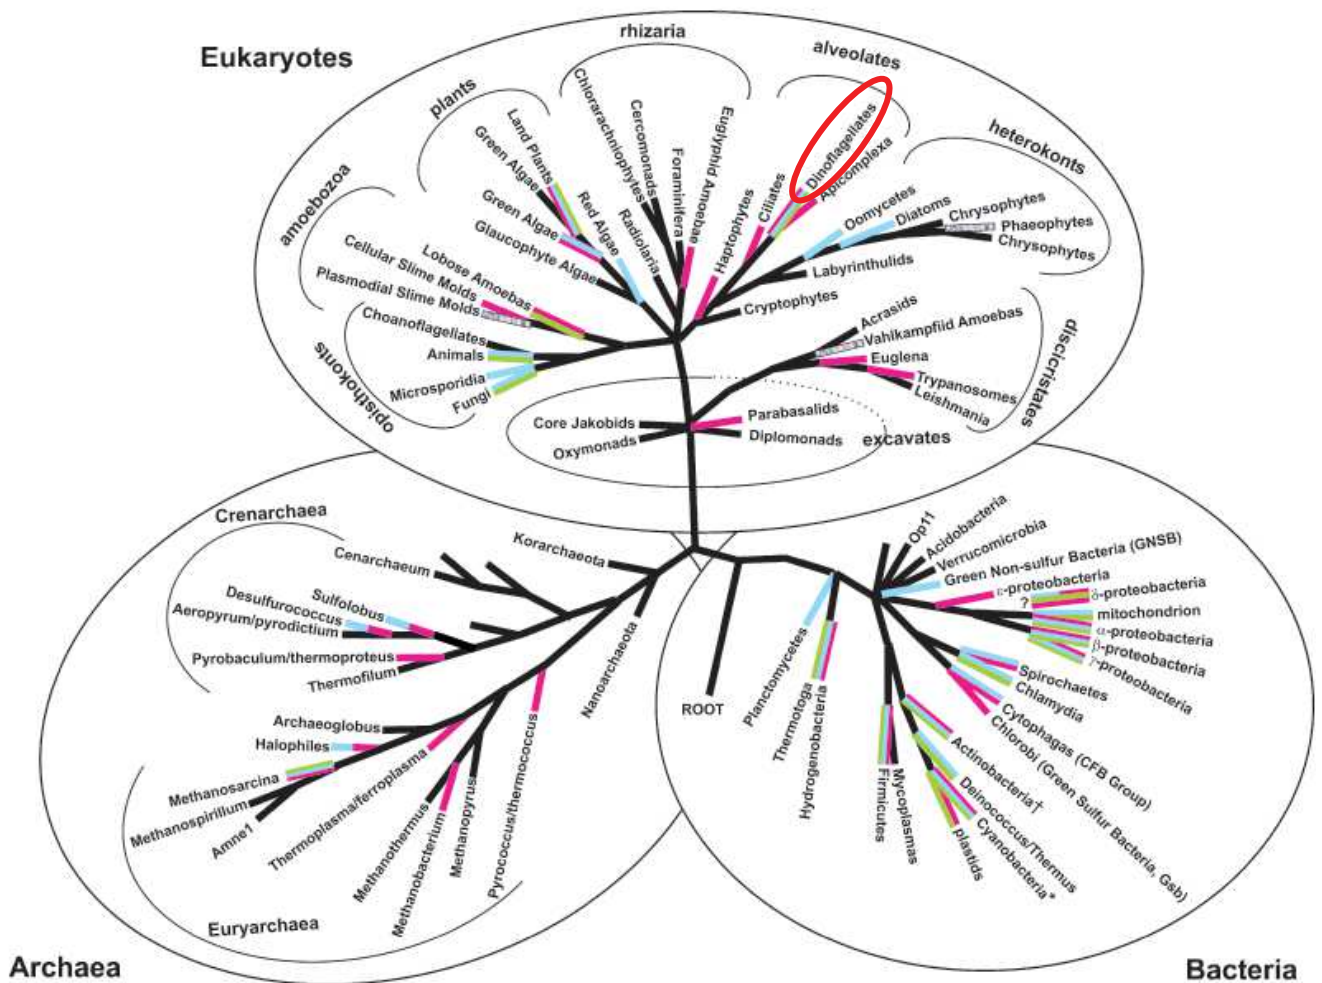 Eukaryotes
rhizaria
alveolates
plants
heterokonts
amoebozoa
opisthokonts
discicristates
excavates
Chlorarachniophytes
Cercomonads
Foraminifera
Euglyphid Amoebae
Radiolaria
Land Plants
Green Algae
Red Algae
Green Algae
Glaucophyte Algae
Lobose Amoebas
Cellular Slime Molds
Plasmodial Slime Molds
Choanoflagellates
Animals
Microsporidia
Fungi
Haptophytes
Ciliates
Dinoflagellates
Apicomplexa
Oomycetes
Diatoms
Chrysophytes
Phaeophytes
Chrysophytes
Labyrinthulids
Cryptophytes
Acrasids
Vahikampfiid Amoebas
Euglena
Trypanosomes
Leishmania
Core Jakobids
Oxymonads
Parabasalids
Diplomonads
Crenarchaea
Korarchaeota
Cenarchaeum
Sulfolobus
Desulfurococcus
Aeropyrum/pyrodictium
Pyrobaculum/thermoproteus
Thermofilum
Nanoarchaeota
Archaeoglobus
Halophiles
Methanosarcina
Methanospirillum
Amne1
Thermoplasma/ferroplasma
Methanothermus
Methanobacterium
Methanopyrus
Pyrococcus/thermococcus
Euryarchaea
Archaea
ROOT
Planctomycetes
Thermotoga
Hydrogenobacteria
Op11
Acidobacteria
Verrucomicrobia
Green Non-sulfur Bacteria (GNSB)
ε-proteobacteria
?
δ-proteobacteria
mitochondrion
α-proteobacteria
β-proteobacteria
γ-proteobacteria
Spirochaetes
Chlamydia
Cytophagas (CFB Group)
Chlorobi (Green Sulfur Bacteria, Gsb)
Actinobacteria†
Deinococcus/Thermus
Cyanobacteria*
plastids
Mycoplasmas
Firmicutes
Bacteria